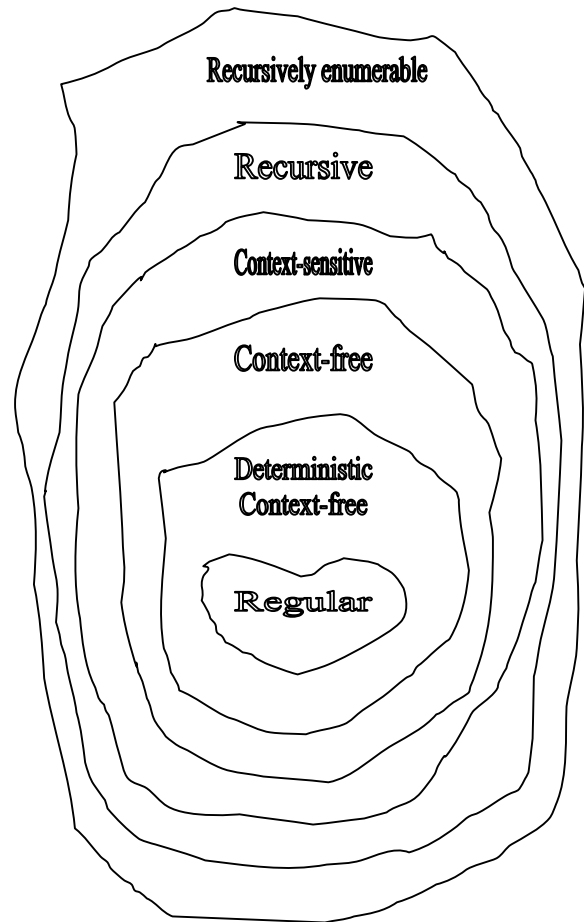 Recursively enumerable
Recursive
Context-sensitive
Context-free
Deterministic
Context-free
Regular